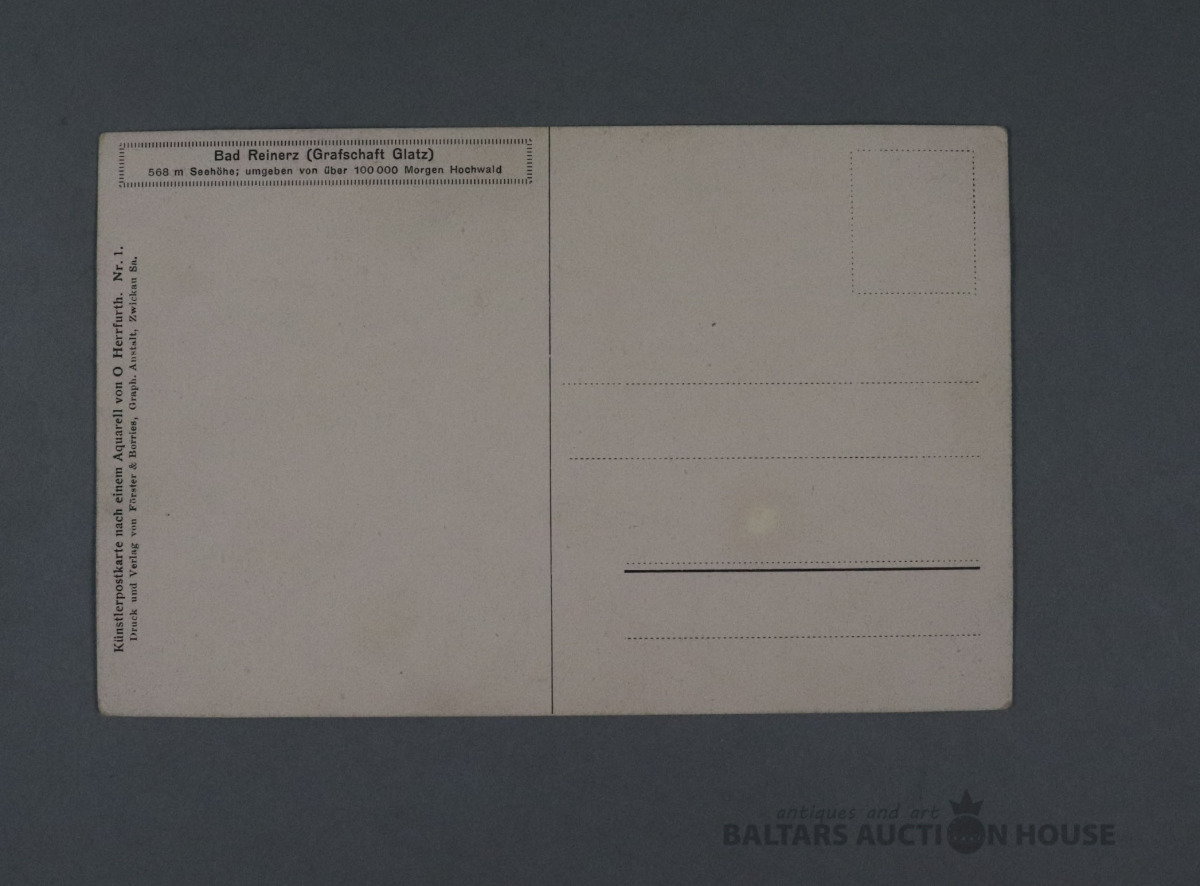 Bad Reinerz (Grafschaft Glatz)
568 m Seehöhe; umgeben von über 100 000 Morgen Hochwald
Künstlerpostkarte nach einem Aquarell von O Herrfurth. Nr. 1.
Druck und Verlag von Förster & Borries, Graph. Anstalt, Zwickau Sa.
antiques and art
BALTARS AUCTION HOUSE